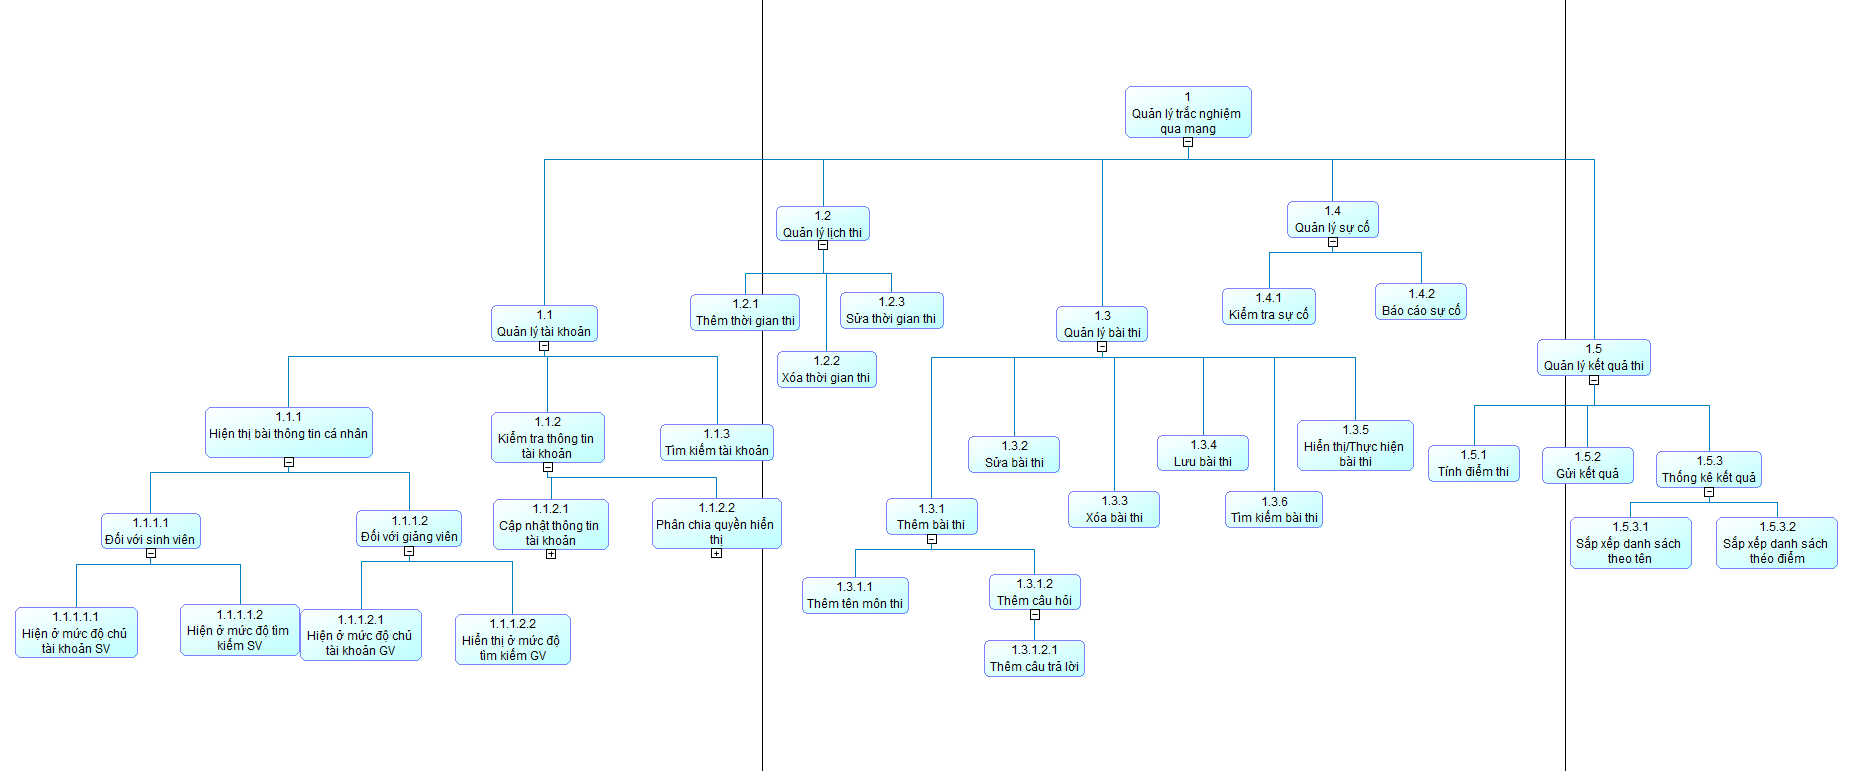 1
Quản lý trắc nghiệm
qua mạng
1.1
Quản lý tài khoản
1.1.1
Hiện thị bài thông tin cá nhân
1.1.1.1
Đối với sinh viên
1.1.1.1.1
Hiện ở mức độ chủ
tài khoản SV
1.1.1.1.2
Hiện ở mức độ tìm
kiếm SV
1.1.1.2
Đối với giảng viên
1.1.1.2.1
Hiện ở mức độ chủ
tài khoản GV
1.1.1.2.2
Hiển thị ở mức độ
tìm kiếm GV
1.1.2
Kiểm tra thông tin
tài khoản
1.1.2.1
Cập nhật thông tin
tài khoản
1.1.2.2
Phân chia quyền hiển
thị
1.1.3
Tìm kiếm tài khoản
1.2
Quản lý lịch thi
1.2.1
Thêm thời gian thi
1.2.2
Xóa thời gian thi
1.2.3
Sửa thời gian thi
1.3
Quản lý bài thi
1.3.1
Thêm bài thi
1.3.1.1
Thêm tên môn thi
1.3.1.2
Thêm câu hỏi
1.3.1.2.1
Thêm câu trả lời
1.3.2
Sửa bài thi
1.3.3
Xóa bài thi
1.3.4
Lưu bài thi
1.3.6
Tìm kiếm bài thi
1.3.5
Hiển thị/Thực hiện
bài thi
1.4
Quản lý sự cố
1.4.1
Kiểm tra sự cố
1.4.2
Báo cáo sự cố
1.5
Quản lý kết quả thi
1.5.1
Tính điểm thi
1.5.2
Gửi kết quả
1.5.3
Thống kê kết quả
1.5.3.1
Sắp xếp danh sách
theo tên
1.5.3.2
Sắp xếp danh sách
théo điểm